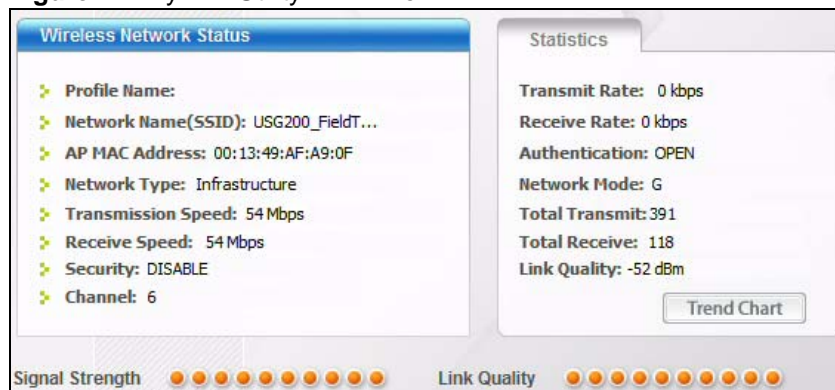 Wireless Network Status
Profile Name:
Network Name(SSID): USG200_FieldT...
AP MAC Address: 00:13:49:AF:A9:0F
Network Type: Infrastructure
Transmission Speed: 54 Mbps
Receive Speed: 54 Mbps
Security: DISABLE
Channel: 6
Statistics
Transmit Rate: 0 kbps
Receive Rate: 0 kbps
Authentication: OPEN
Network Mode: G
Total Transmit: 391
Total Receive: 118
Link Quality: -52 dBm
Trend Chart
Signal Strength
Link Quality